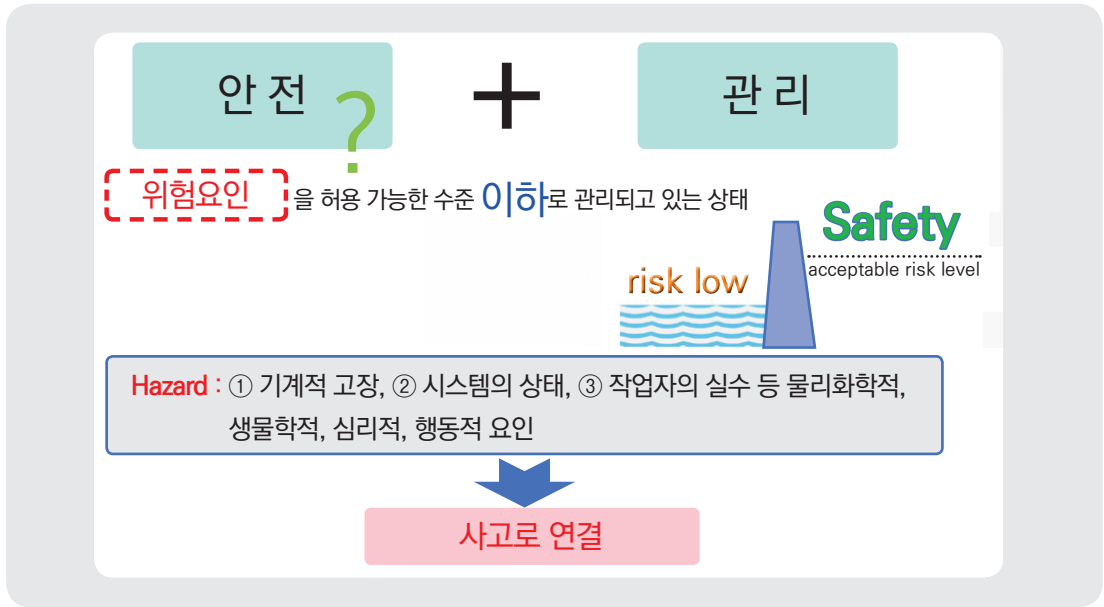 안 전 ? + 관 리
위험요인 을 허용 가능한 수준 이하로 관리되고 있는 상태
Safety
acceptable risk level
risk low
Hazard : ① 기계적 고장, ② 시스템의 상태, ③ 작업자의 실수 등 물리화학적,
생물학적, 심리적, 행동적 요인
사고로 연결